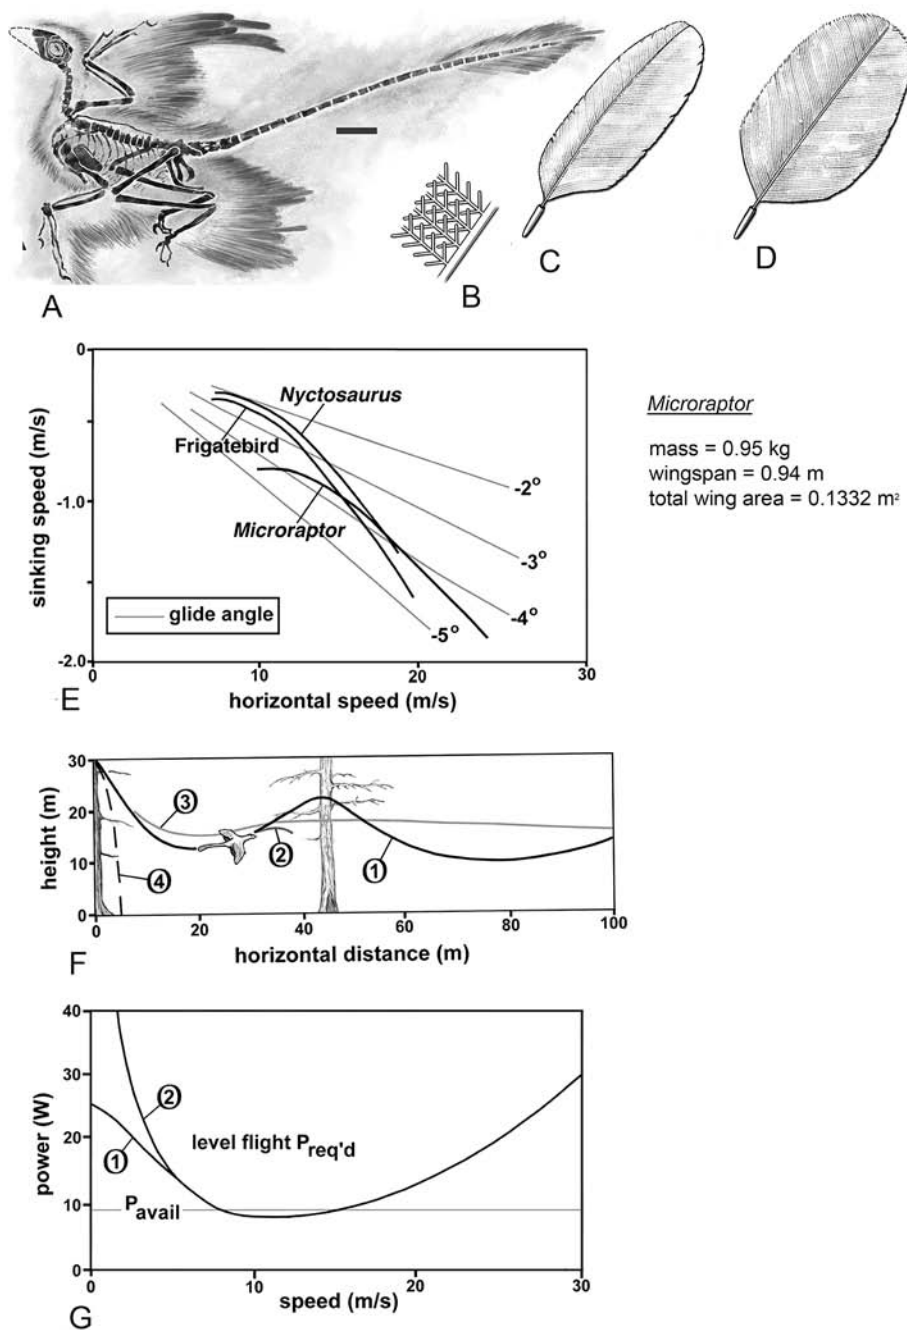 A
B
C
D
0
-1.0
-2.0
sinking speed (m/s)
Nyctosaurus
Frigatebird
Microraptor
-2°
-3°
-4°
-5°
glide angle
0
10
20
30
horizontal speed (m/s)
E
Microraptor
mass = 0.95 kg
wingspan = 0.94 m
total wing area = 0.1332 m²
30
20
10
0
height (m)
3
4
2
1
0
20
40
60
80
100
horizontal distance (m)
F
40
30
20
10
0
power (W)
2
1
level flight Preq'd
Pavail
0
10
20
30
speed (m/s)
G